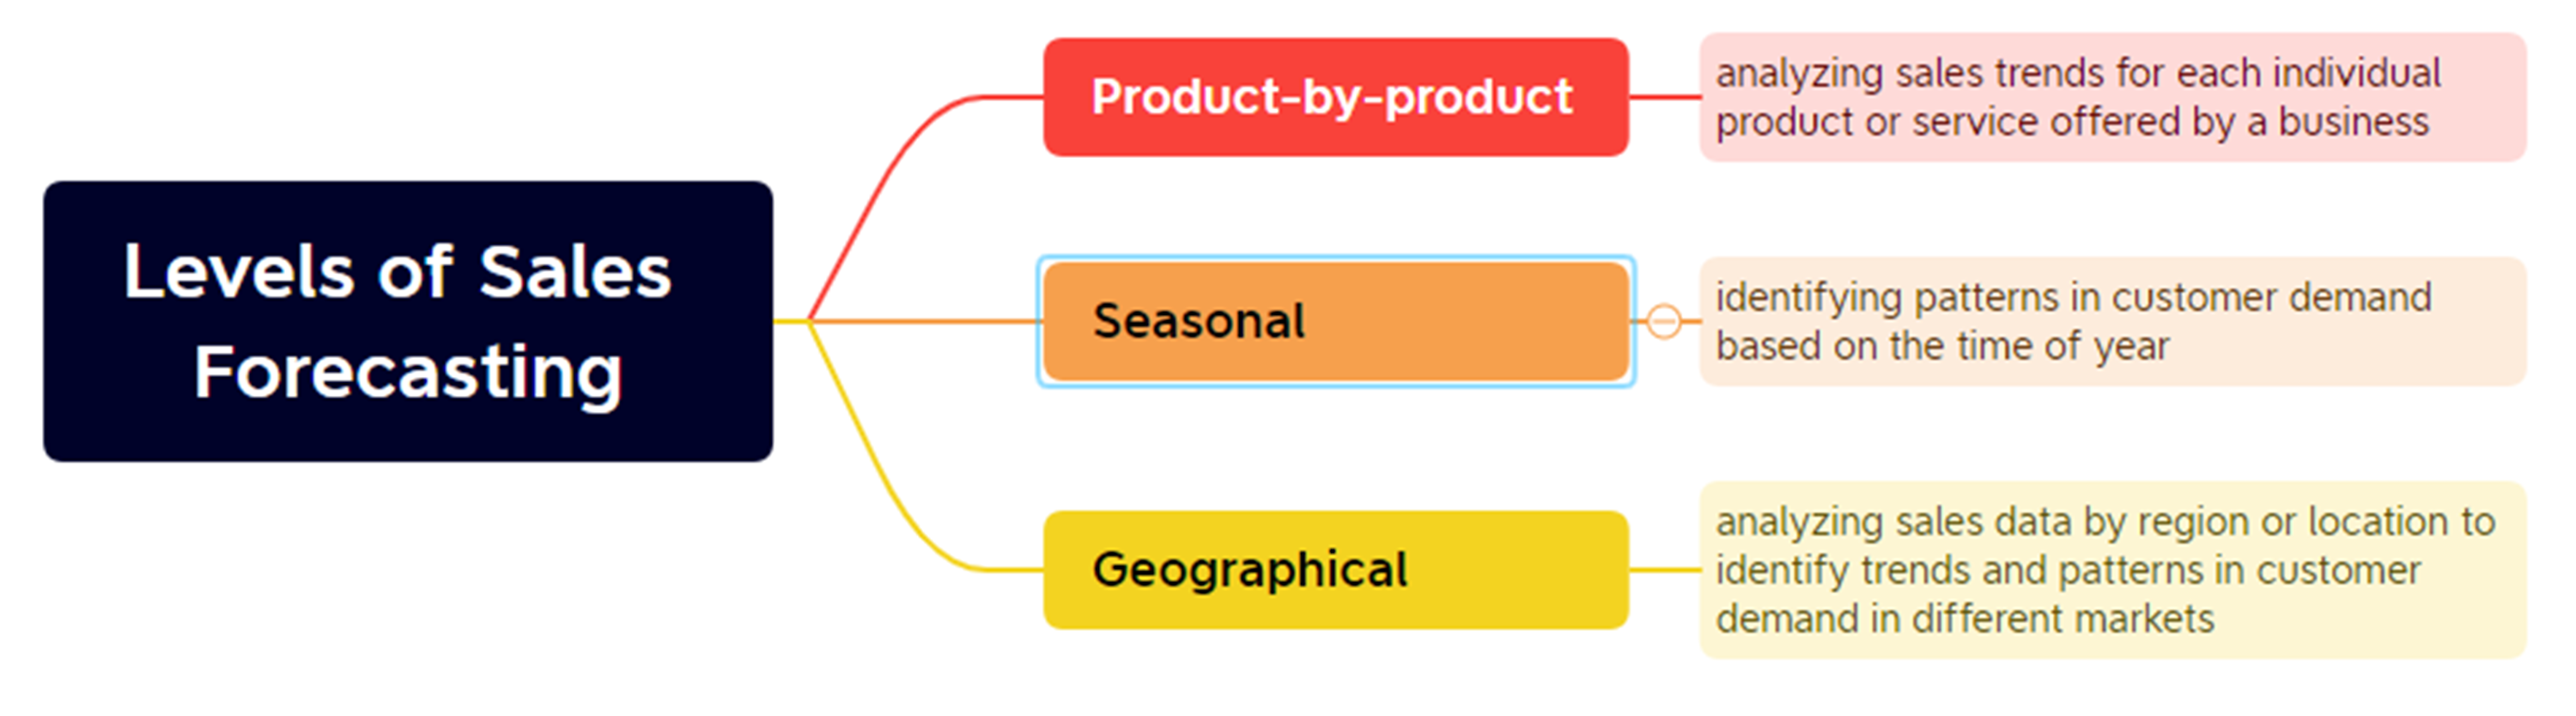 Levels of Sales
Forecasting
Product-by-product
analyzing sales trends for each individual
product or service offered by a business
Seasonal
identifying patterns in customer demand
based on the time of year
Geographical
analyzing sales data by region or location to
identify trends and patterns in customer
demand in different markets